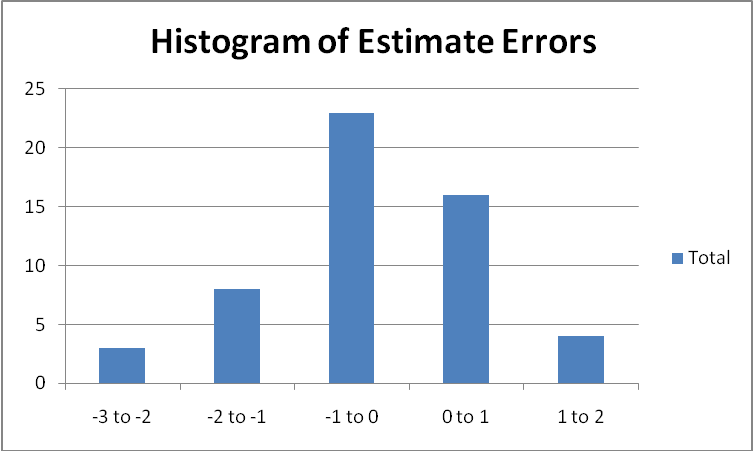 Histogram of Estimate Errors
25
20
15
10
5
0
-3 to -2
-2 to -1
-1 to 0
0 to 1
1 to 2
Total